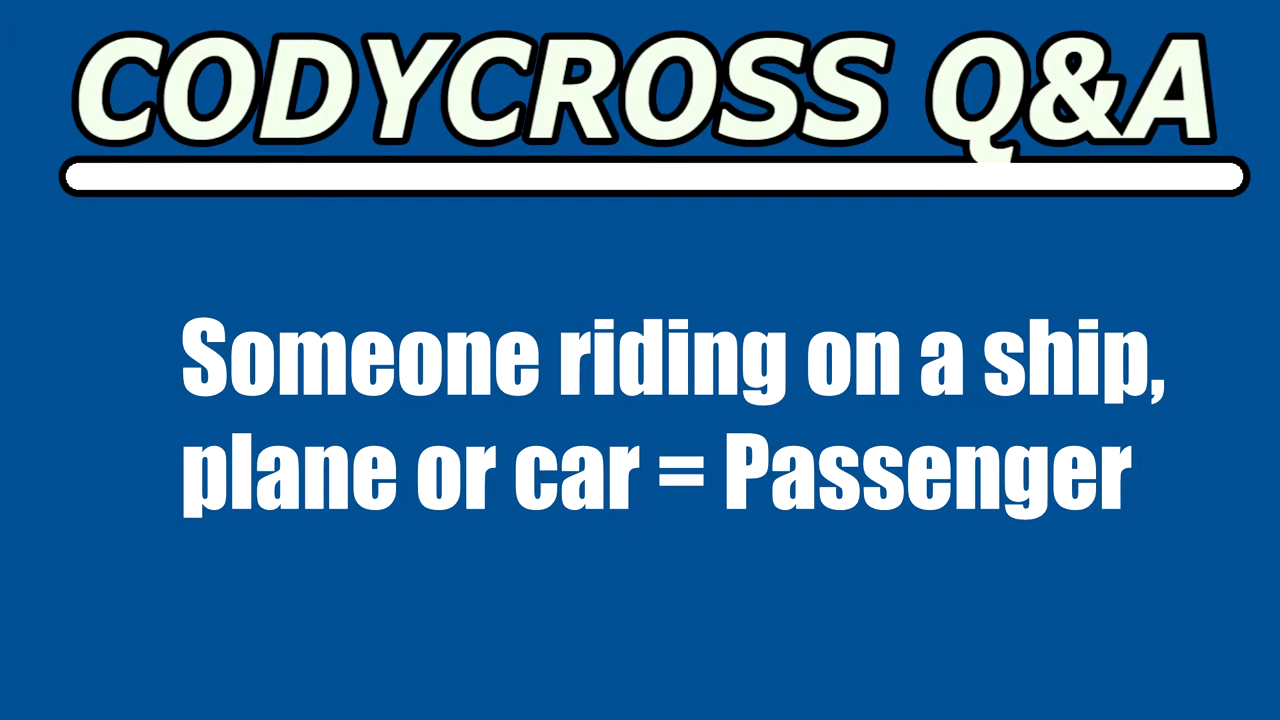 CODYCROSS Q&A
Someone riding on a ship,
plane or car = Passenger